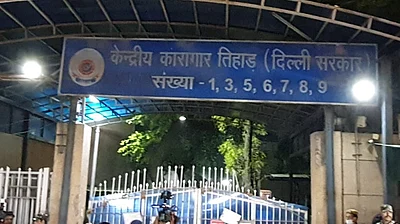 केन्द्रीय कारागार तिहाड़ (दिल्ली सरकार)
संख्या - 1, 3, 5, 6, 7, 8, 9